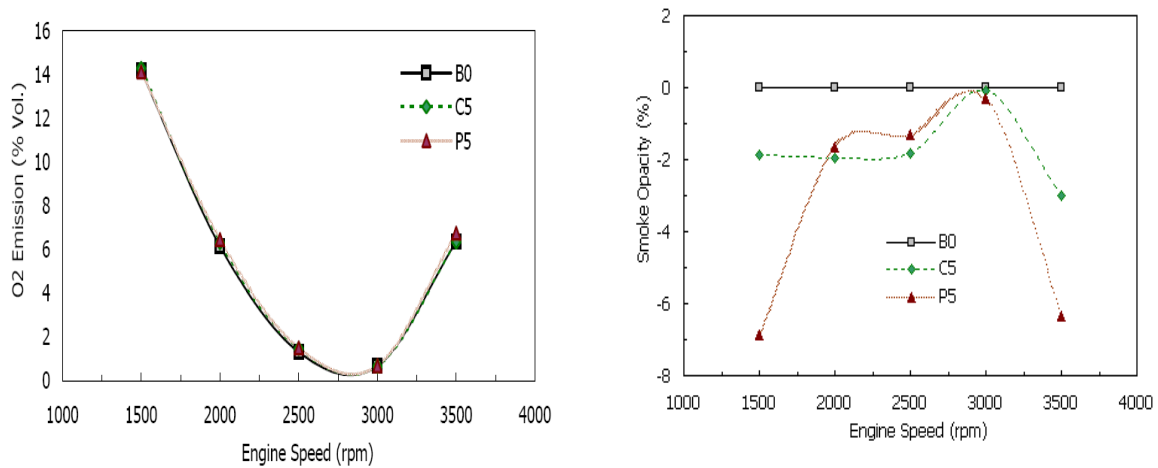 O2 Emission (% Vol.)
16
14
12
10
8
6
4
2
0
B0
C5
P5
1000 1500 2000 2500 3000 3500 4000
Engine Speed (rpm)
Smoke Opacity (%)
2
0
-2
-4
-6
-8
B0
C5
P5
1000 1500 2000 2500 3000 3500 4000
Engine Speed (rpm)